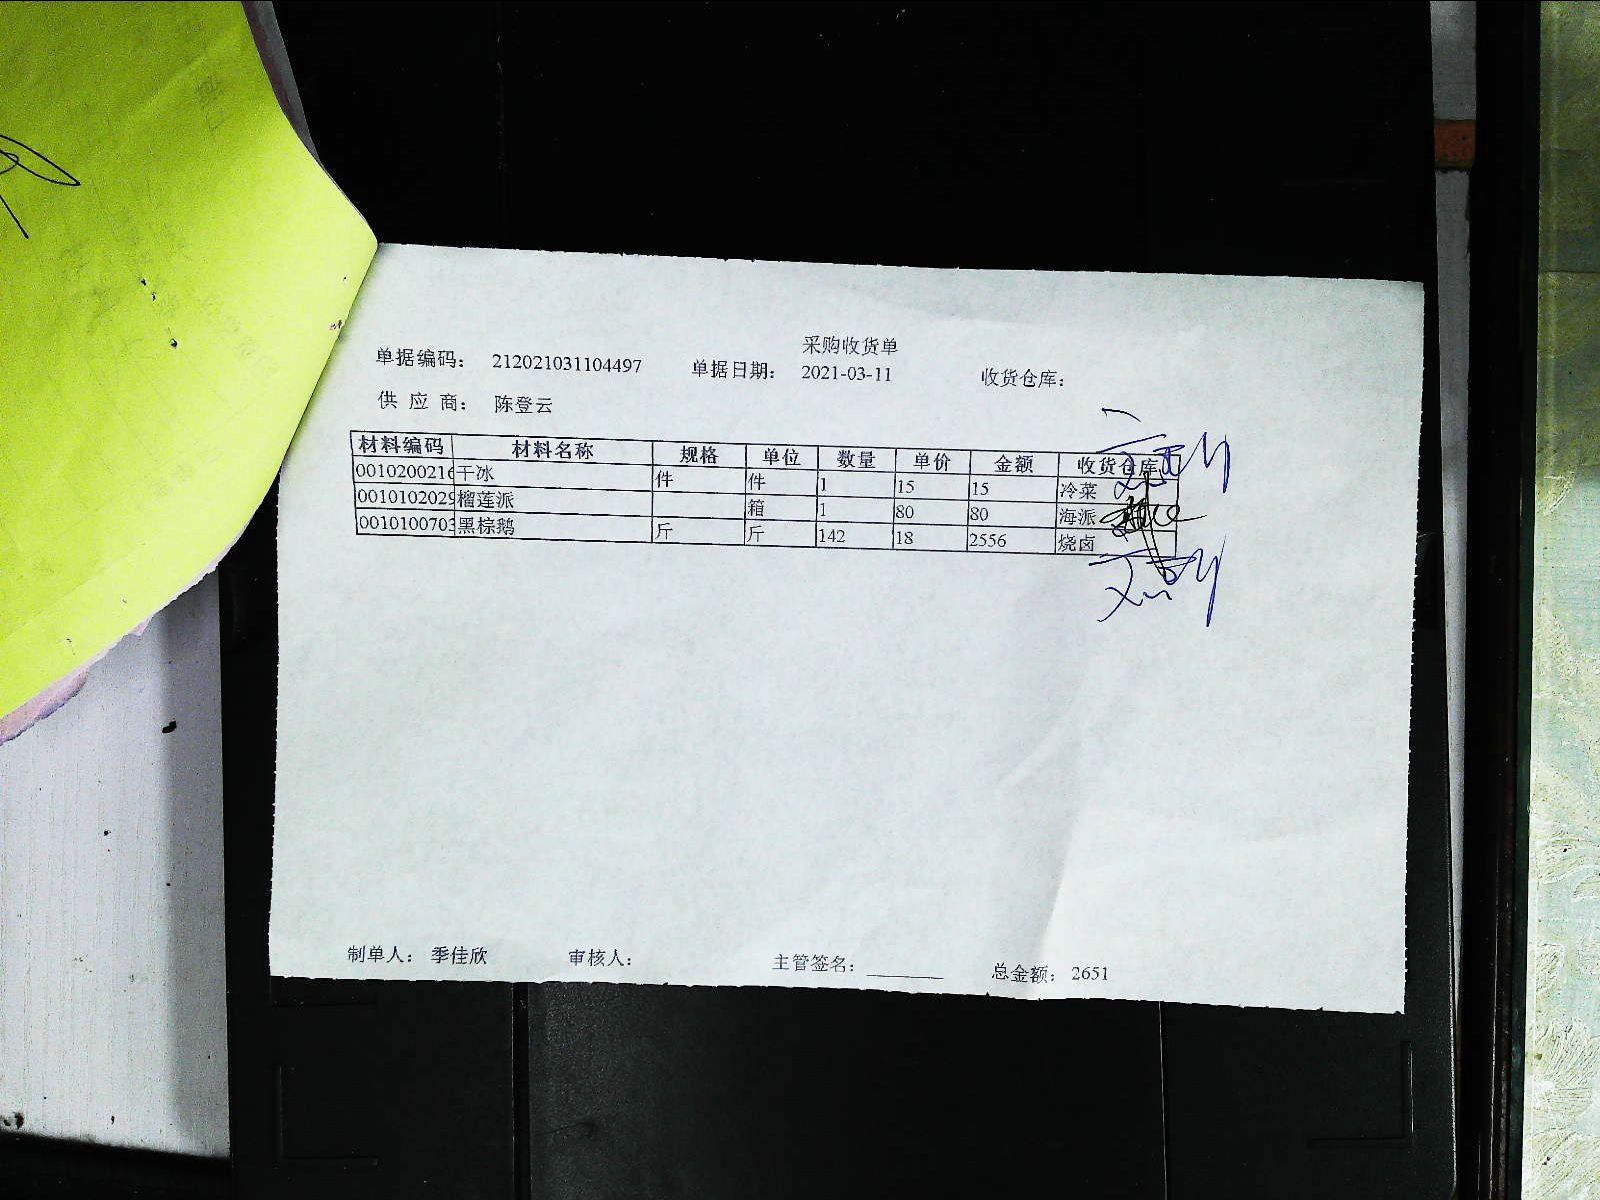 采购收货单
单据编码： 212021031104497 单据日期： 2021-03-11 收货仓库：
供 应 商： 陈登云
材料编码 材料名称 规格 单位 数量 单价 金额 收货仓库
0010200216 干冰 件 件 1 15 15 冷菜
0010102029 榴莲派 箱 1 80 80 海派
0010100703 黑棕鹅 斤 斤 142 18 2556 烧卤
制单人： 季佳欣 审核人： 主管签名： 总金额： 2651